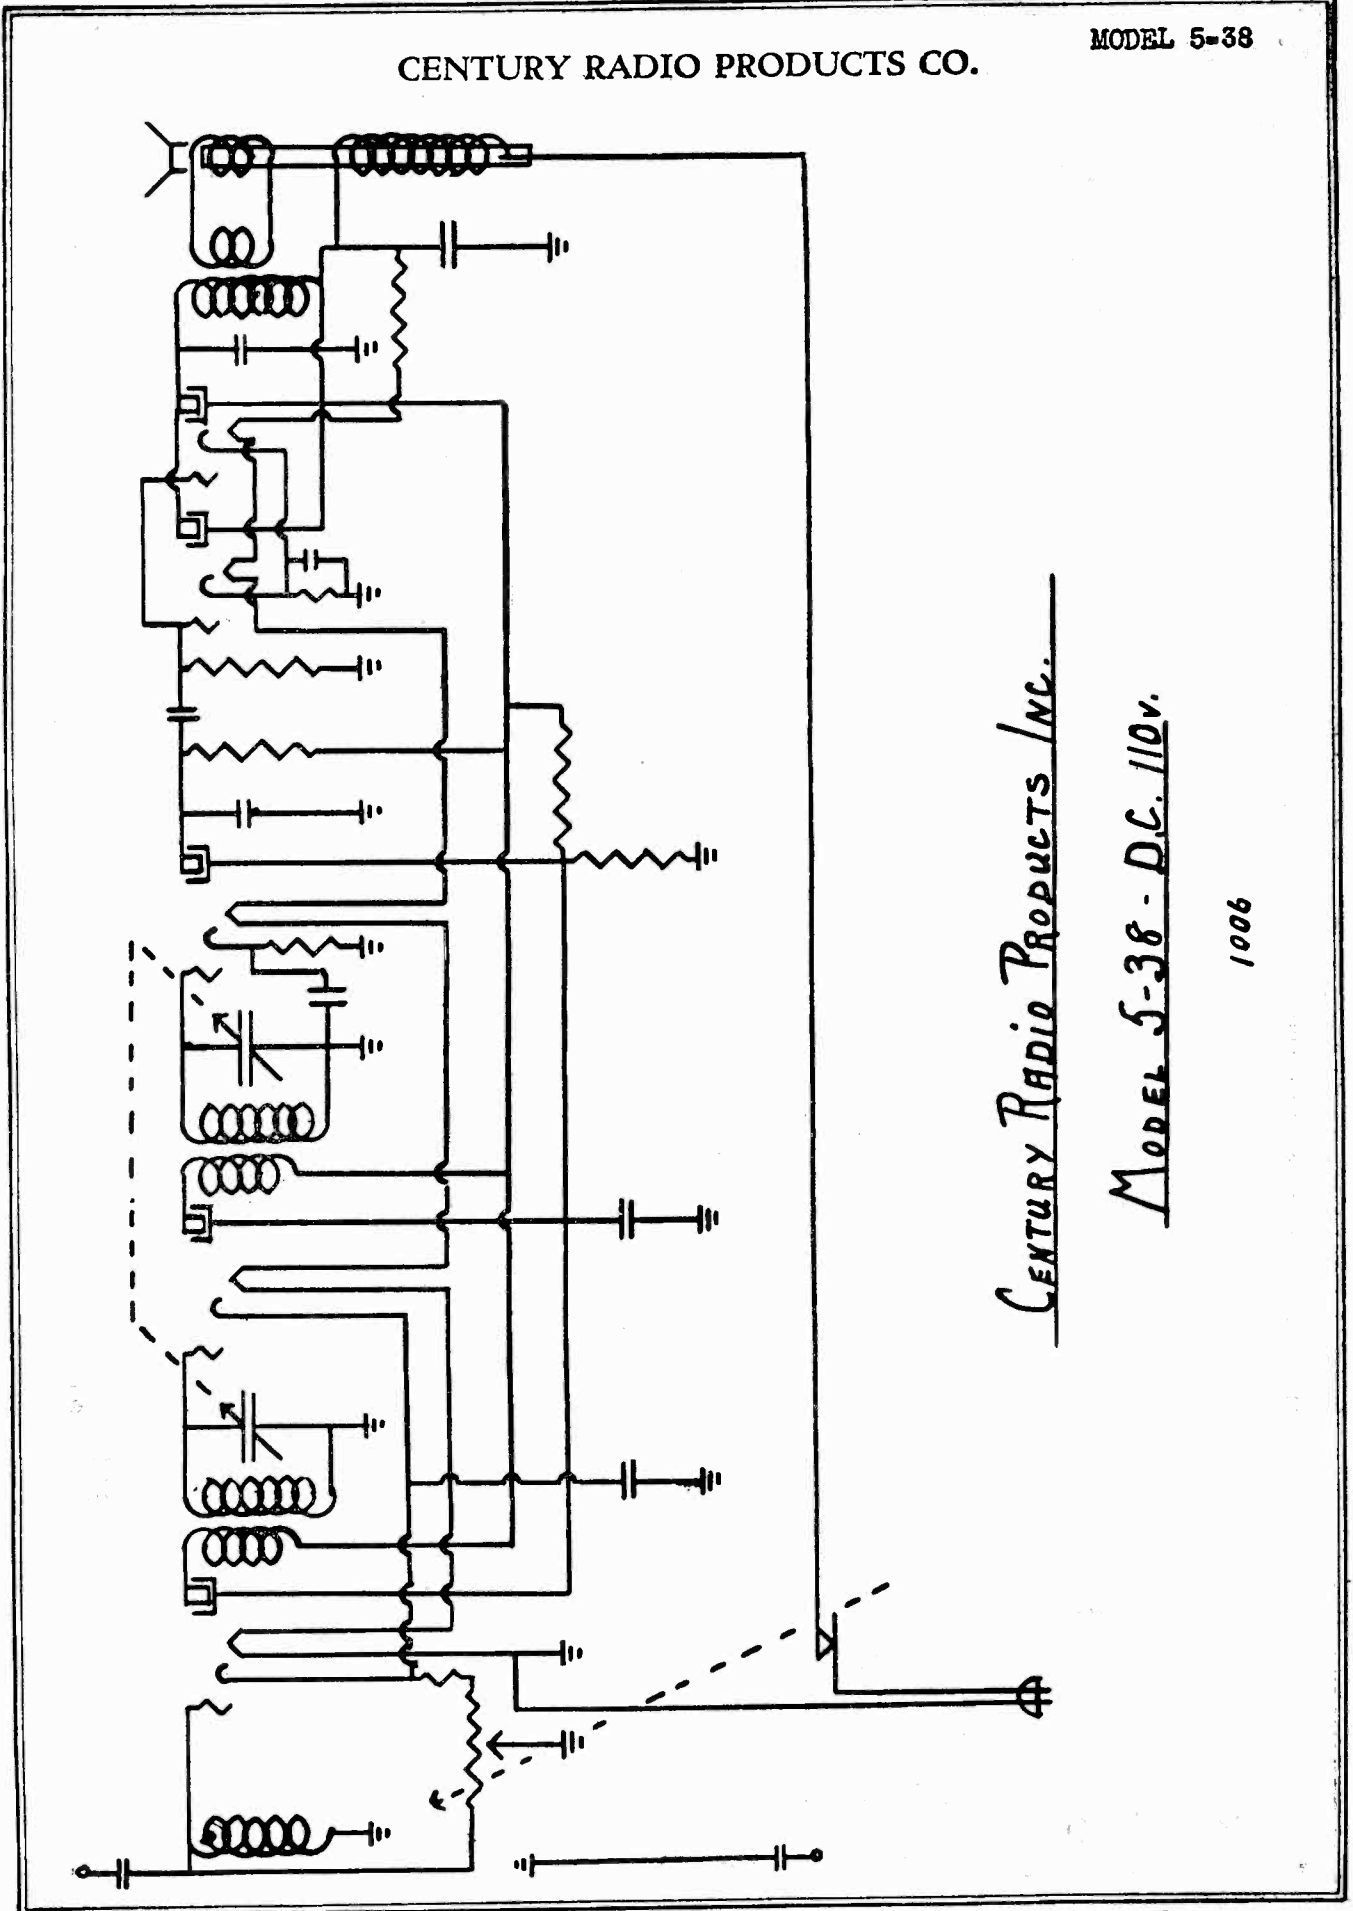 MODEL 5-38
CENTURY RADIO PRODUCTS CO.
CENTURY RADIO PRODUCTS INC.
MODEL 5-38 - D.C. 110V.
1006